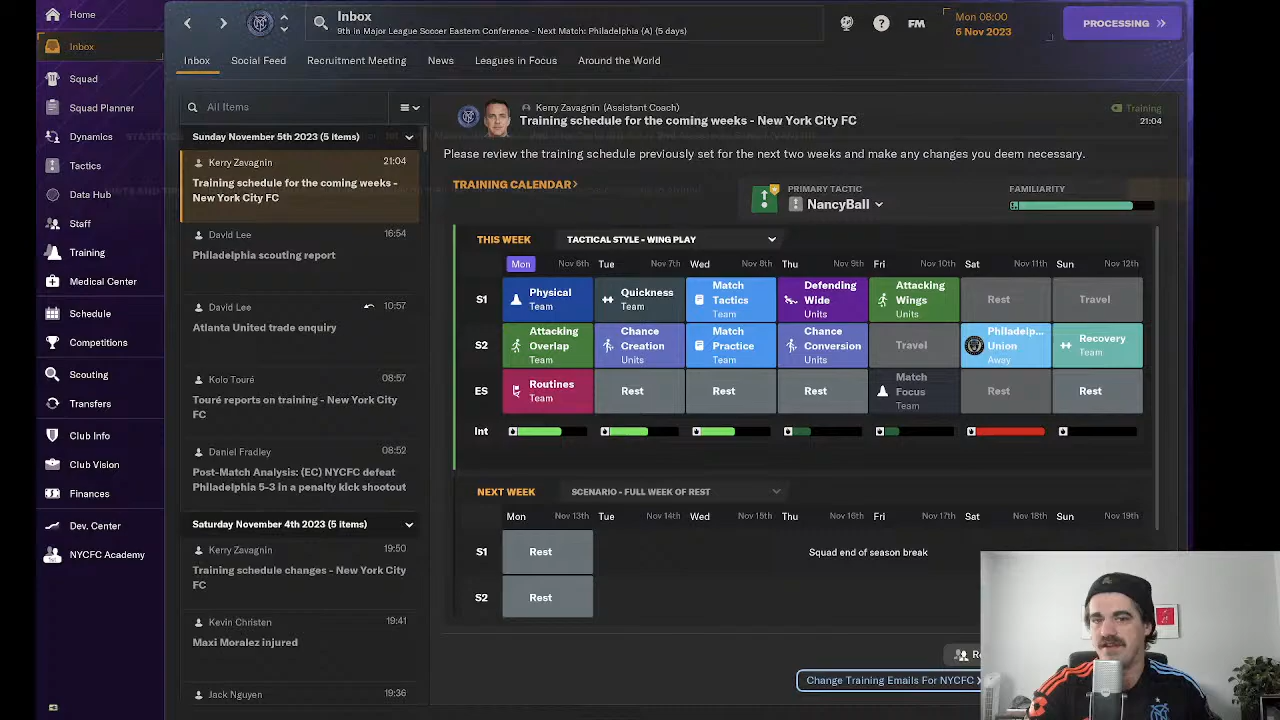 Home
Inbox
Squad
Squad Planner
Dynamics
Tactics
Data Hub
Staff
Training
Medical Center
Schedule
Competitions
Scouting
Transfers
Club Info
Club Vision
Finances
Dev. Center
NYCFC Academy
Inbox
9th in Major League Soccer Eastern Conference - Next Match: Philadelphia (A) (5 days)
FM
Mon 08:00
6 Nov 2023
PROCESSING
Inbox Social Feed Recruitment Meeting News Leagues in Focus Around the World
All Items
Sunday November 5th 2023 (5 items)
Kerry Zavagnin 21:04
Training schedule for the coming weeks -
New York City FC
David Lee 16:54
Philadelphia scouting report
David Lee 10:57
Atlanta United trade enquiry
Kolo Touré 08:57
Touré reports on training - New York City
FC
Daniel Fradley 08:52
Post-Match Analysis: (EC) NYCFC defeat
Philadelphia 5-3 in a penalty kick shootout
Saturday November 4th 2023 (5 items)
Kerry Zavagnin 19:50
Training schedule changes - New York City
FC
Kevin Christen 19:41
Maxi Moralez injured
Jack Nguyen 19:36
Kerry Zavagnin (Assistant Coach)
Training schedule for the coming weeks - New York City FC
Training
21:04
Please review the training schedule previously set for the next two weeks and make any changes you deem necessary.
TRAINING CALENDAR
PRIMARY TACTIC
NancyBall
FAMILIARITY
THIS WEEK TACTICAL STYLE - WING PLAY
Mon Nov 6th Tue Nov 7th Wed Nov 8th Thu Nov 9th Fri Nov 10th Sat Nov 11th Sun Nov 12th
S1
Physical
Team
Quickness
Team
Match
Tactics
Team
Defending
Wide
Units
Attacking
Wings
Units
Rest
Travel
S2
Attacking
Overlap
Team
Chance
Creation
Units
Match
Practice
Team
Chance
Conversion
Units
Travel
Philadelp...
Union
Away
Recovery
Team
ES
Routines
Team
Rest
Rest
Rest
Match
Focus
Team
Rest
Rest
Int
NEXT WEEK SCENARIO - FULL WEEK OF REST
Mon Nov 13th Tue Nov 14th Wed Nov 15th Thu Nov 16th Fri Nov 17th Sat Nov 18th Sun Nov 19th
S1 Rest Squad end of season break
S2 Rest
Change Training Emails For NYCFC